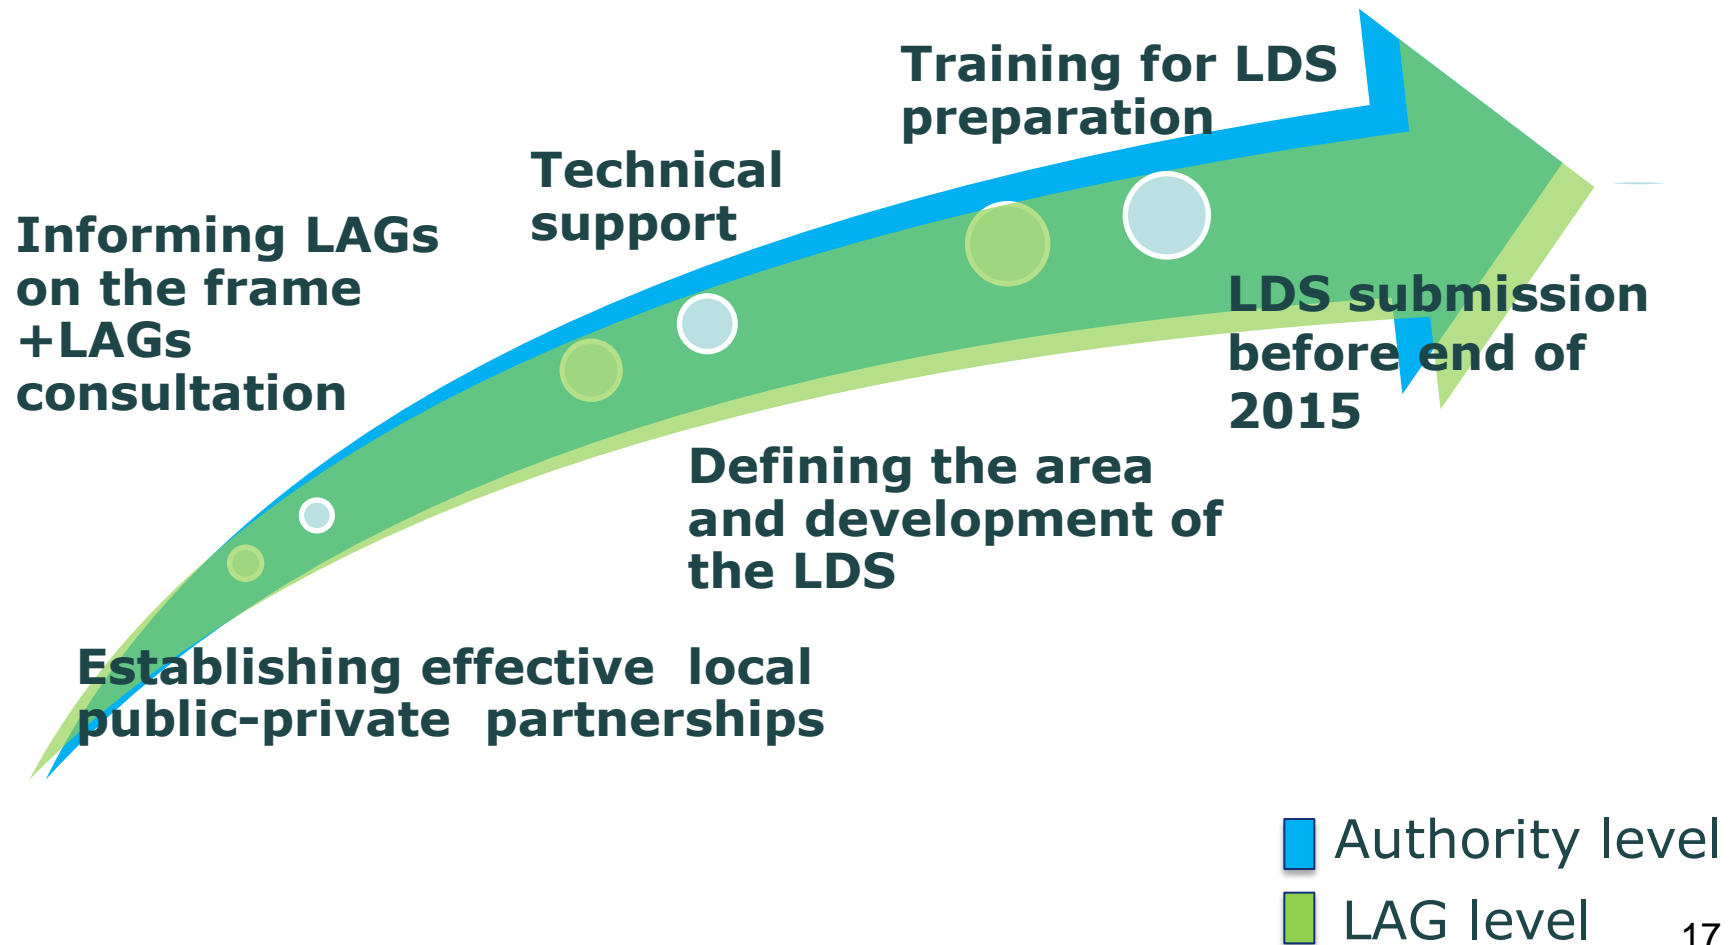 Training for LDS
preparation
Technical
support
Informing LAGs
on the frame
+LAGs
consultation
LDS submission
before end of
2015
Defining the area
and development of
the LDS
Establishing effective  local
public-private  partnerships
Authority level
LAG level
17